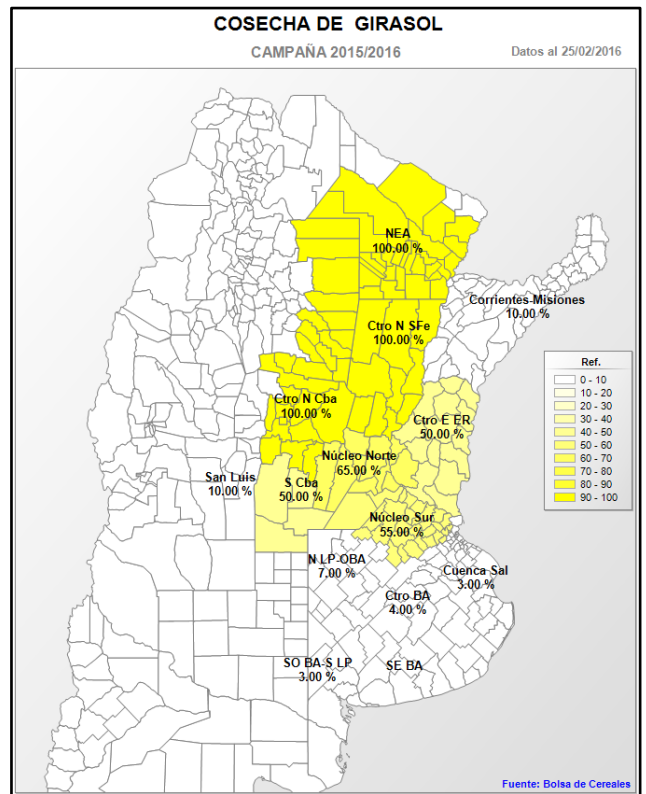 COSECHA DE GIRASOL
CAMPAÑA 2015/2016
Datos al 25/02/2016
NEA
100.00 %
Corrientes-Misiones
10.00 %
Ctro N SFe
100.00 %
Ref.
0 - 10
10 - 20
20 - 30
30 - 40
40 - 50
50 - 60
60 - 70
70 - 80
80 - 90
90 - 100
Ctro N Cba
100.00 %
Ctro E ER
50.00 %
Núcleo Norte
65.00 %
San Luis
10.00 %
S Cba
50.00 %
Núcleo Sur
55.00 %
N LP-OBA
7.00 %
Cuenca Sal
3.00 %
Ctro BA
4.00 %
SO BA-S LP
3.00 %
SE BA
Fuente: Bolsa de Cereales